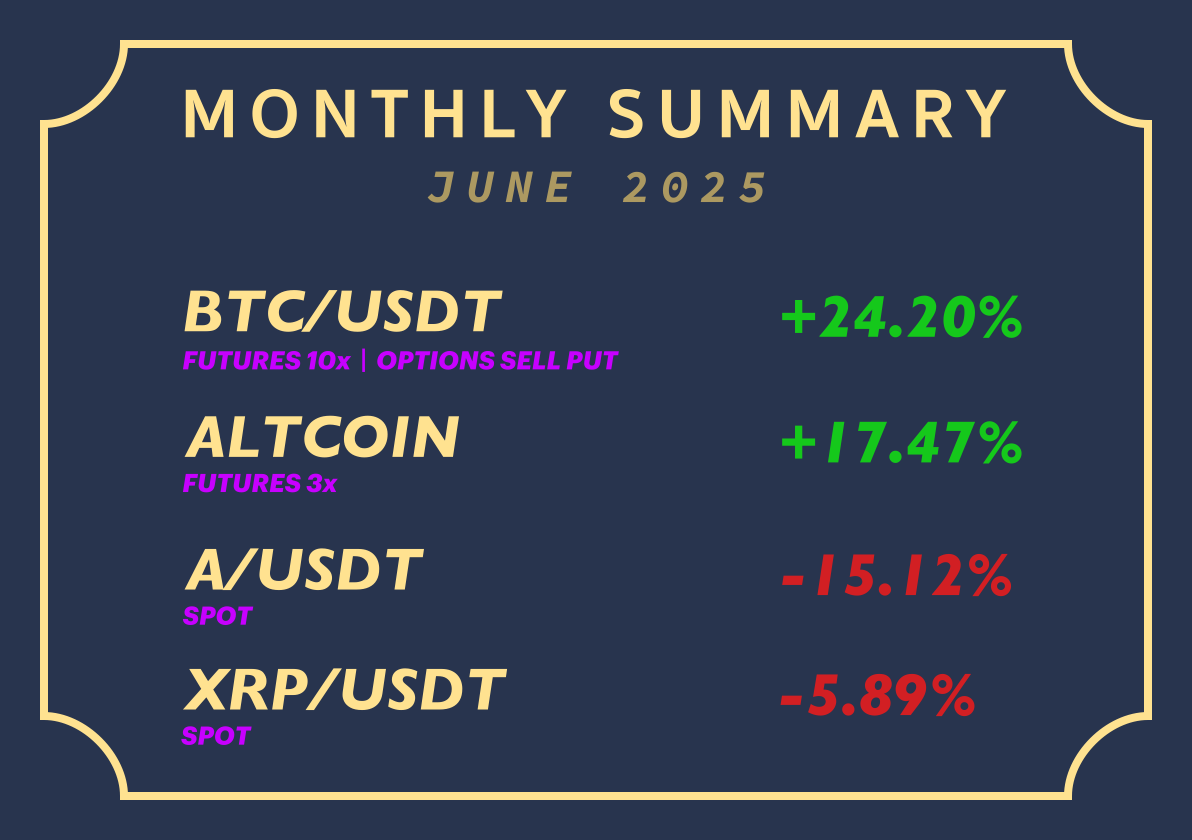 MONTHLY SUMMARY
JUNE 2025
BTC/USDT +24.20%
FUTURES 10x | OPTIONS SELL PUT
ALTCOIN +17.47%
FUTURES 3x
A/USDT -15.12%
SPOT
XRP/USDT -5.89%
SPOT